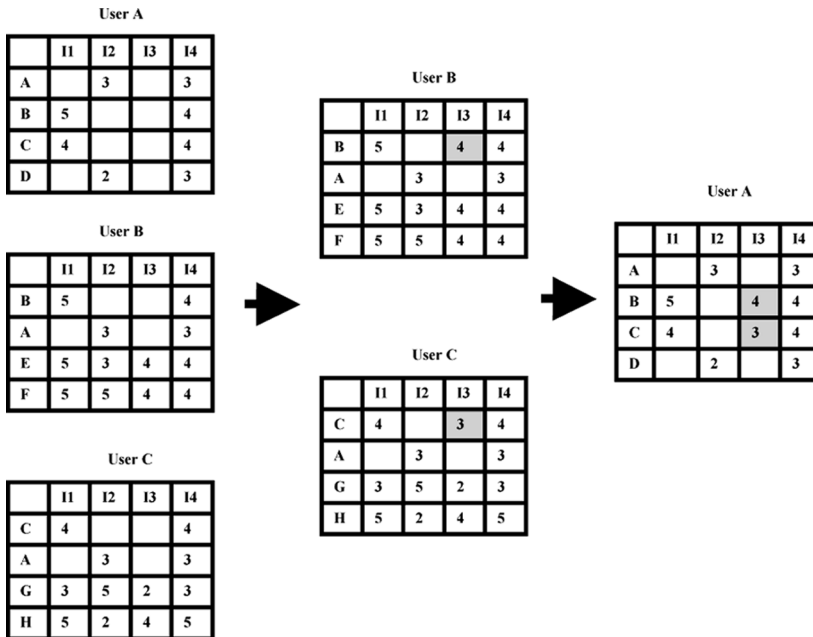 User A
I1 I2 I3 I4
A 3 3
B 5 4
C 4 4
D 2 3
User B
I1 I2 I3 I4
B 5 4
A 3 3
E 5 3 4 4
F 5 5 4 4
User C
I1 I2 I3 I4
C 4 4
A 3 3
G 3 5 2 3
H 5 2 4 5
User B
I1 I2 I3 I4
B 5 4 4
A 3 3
E 5 3 4 4
F 5 5 4 4
User C
I1 I2 I3 I4
C 4 3 4
A 3 3
G 3 5 2 3
H 5 2 4 5
User A
I1 I2 I3 I4
A 3 3
B 5 4 4
C 4 3 4
D 2 3